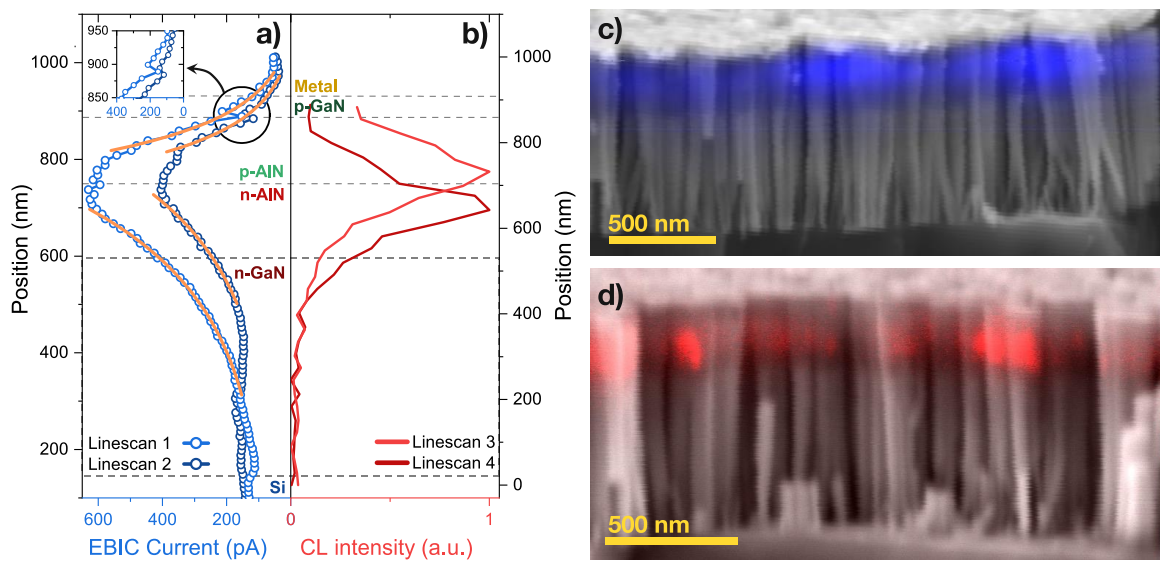 a)
b)
c)
d)
950
900
850
400 200 0
1000
800
600
400
200
Position (nm)
600 400 200
EBIC Current (pA)
Metal
p-GaN
p-AlN
n-AlN
n-GaN
Si
Linescan 1
Linescan 2
Linescan 3
Linescan 4
0 1
CL intensity (a.u.)
1000
800
600
400
200
0
Position (nm)
500 nm
500 nm